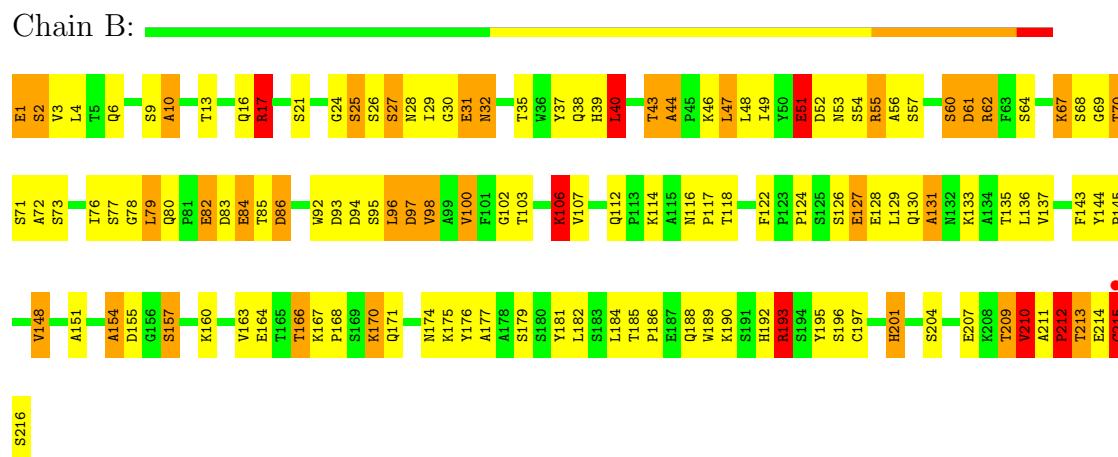 Chain B:
E1 S2 V3 L4 T5 Q6 S9 A10 T13 Q16 R17 S21 G24 S25 S26 S27 N28 I29 G30 E31 N32 T35 W36 Y37 Q38 H39 L40 T43 A44 P45 K46 L47 L48 I49 Y50 E51 D52 N53 S54 R55 A56 S57 S60 D61 R62 F63 S64 K67 S68 G69 T70
S71 A72 S73 I76 S77 G78 L79 Q80 P81 E82 D83 E84 T85 D86 W92 D93 D94 S95 L96 D97 V98 A99 V100 F101 G102 T103 K106 V107 Q112 P113 K114 A115 N116 P117 T118 F122 P123 P124 S125 S126 E127 E128 L129 Q130 A131 N132 K133 A134 T135 L136 V137 F143 Y144 P145
V148 A151 A154 D155 G156 S157 K160 V163 E164 T165 T166 K167 P168 S169 K170 Q171 N174 K175 Y176 A177 A178 S179 S180 Y181 L182 S183 L184 T185 P186 E187 Q188 W189 K190 S191 H192 R193 S194 Y195 S196 C197 H201 S204 E207 K208 T209 V210 A211 P212 T213 E214 C215
S216